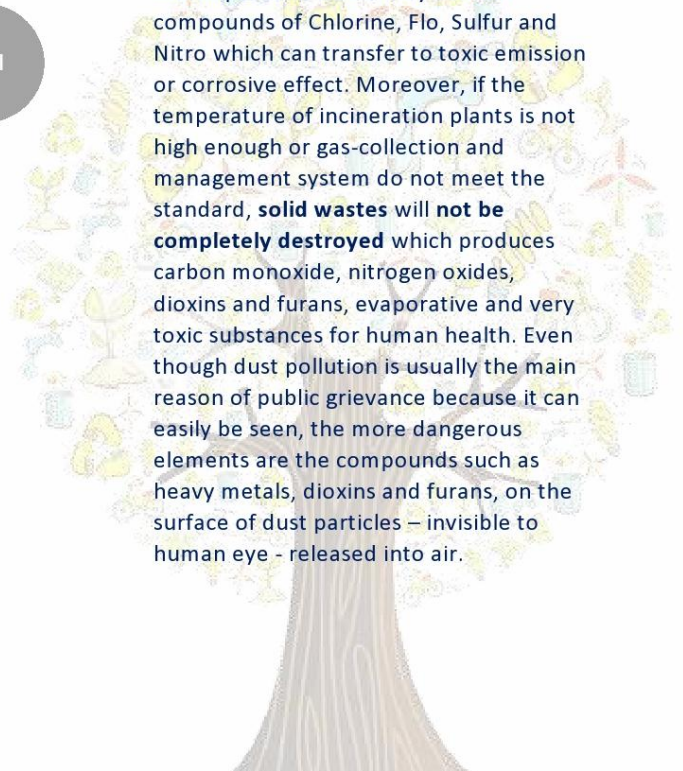 compounds of Chlorine, Flo, Sulfur and
Nitro which can transfer to toxic emission
or corrosive effect. Moreover, if the
temperature of incineration plants is not
high enough or gas-collection and
management system do not meet the
standard, solid wastes will not be
completely destroyed which produces
carbon monoxide, nitrogen oxides,
dioxins and furans, evaporative and very
toxic substances for human health. Even
though dust pollution is usually the main
reason of public grievance because it can
easily be seen, the more dangerous
elements are the compounds such as
heavy metals, dioxins and furans, on the
surface of dust particles – invisible to
human eye - released into air.